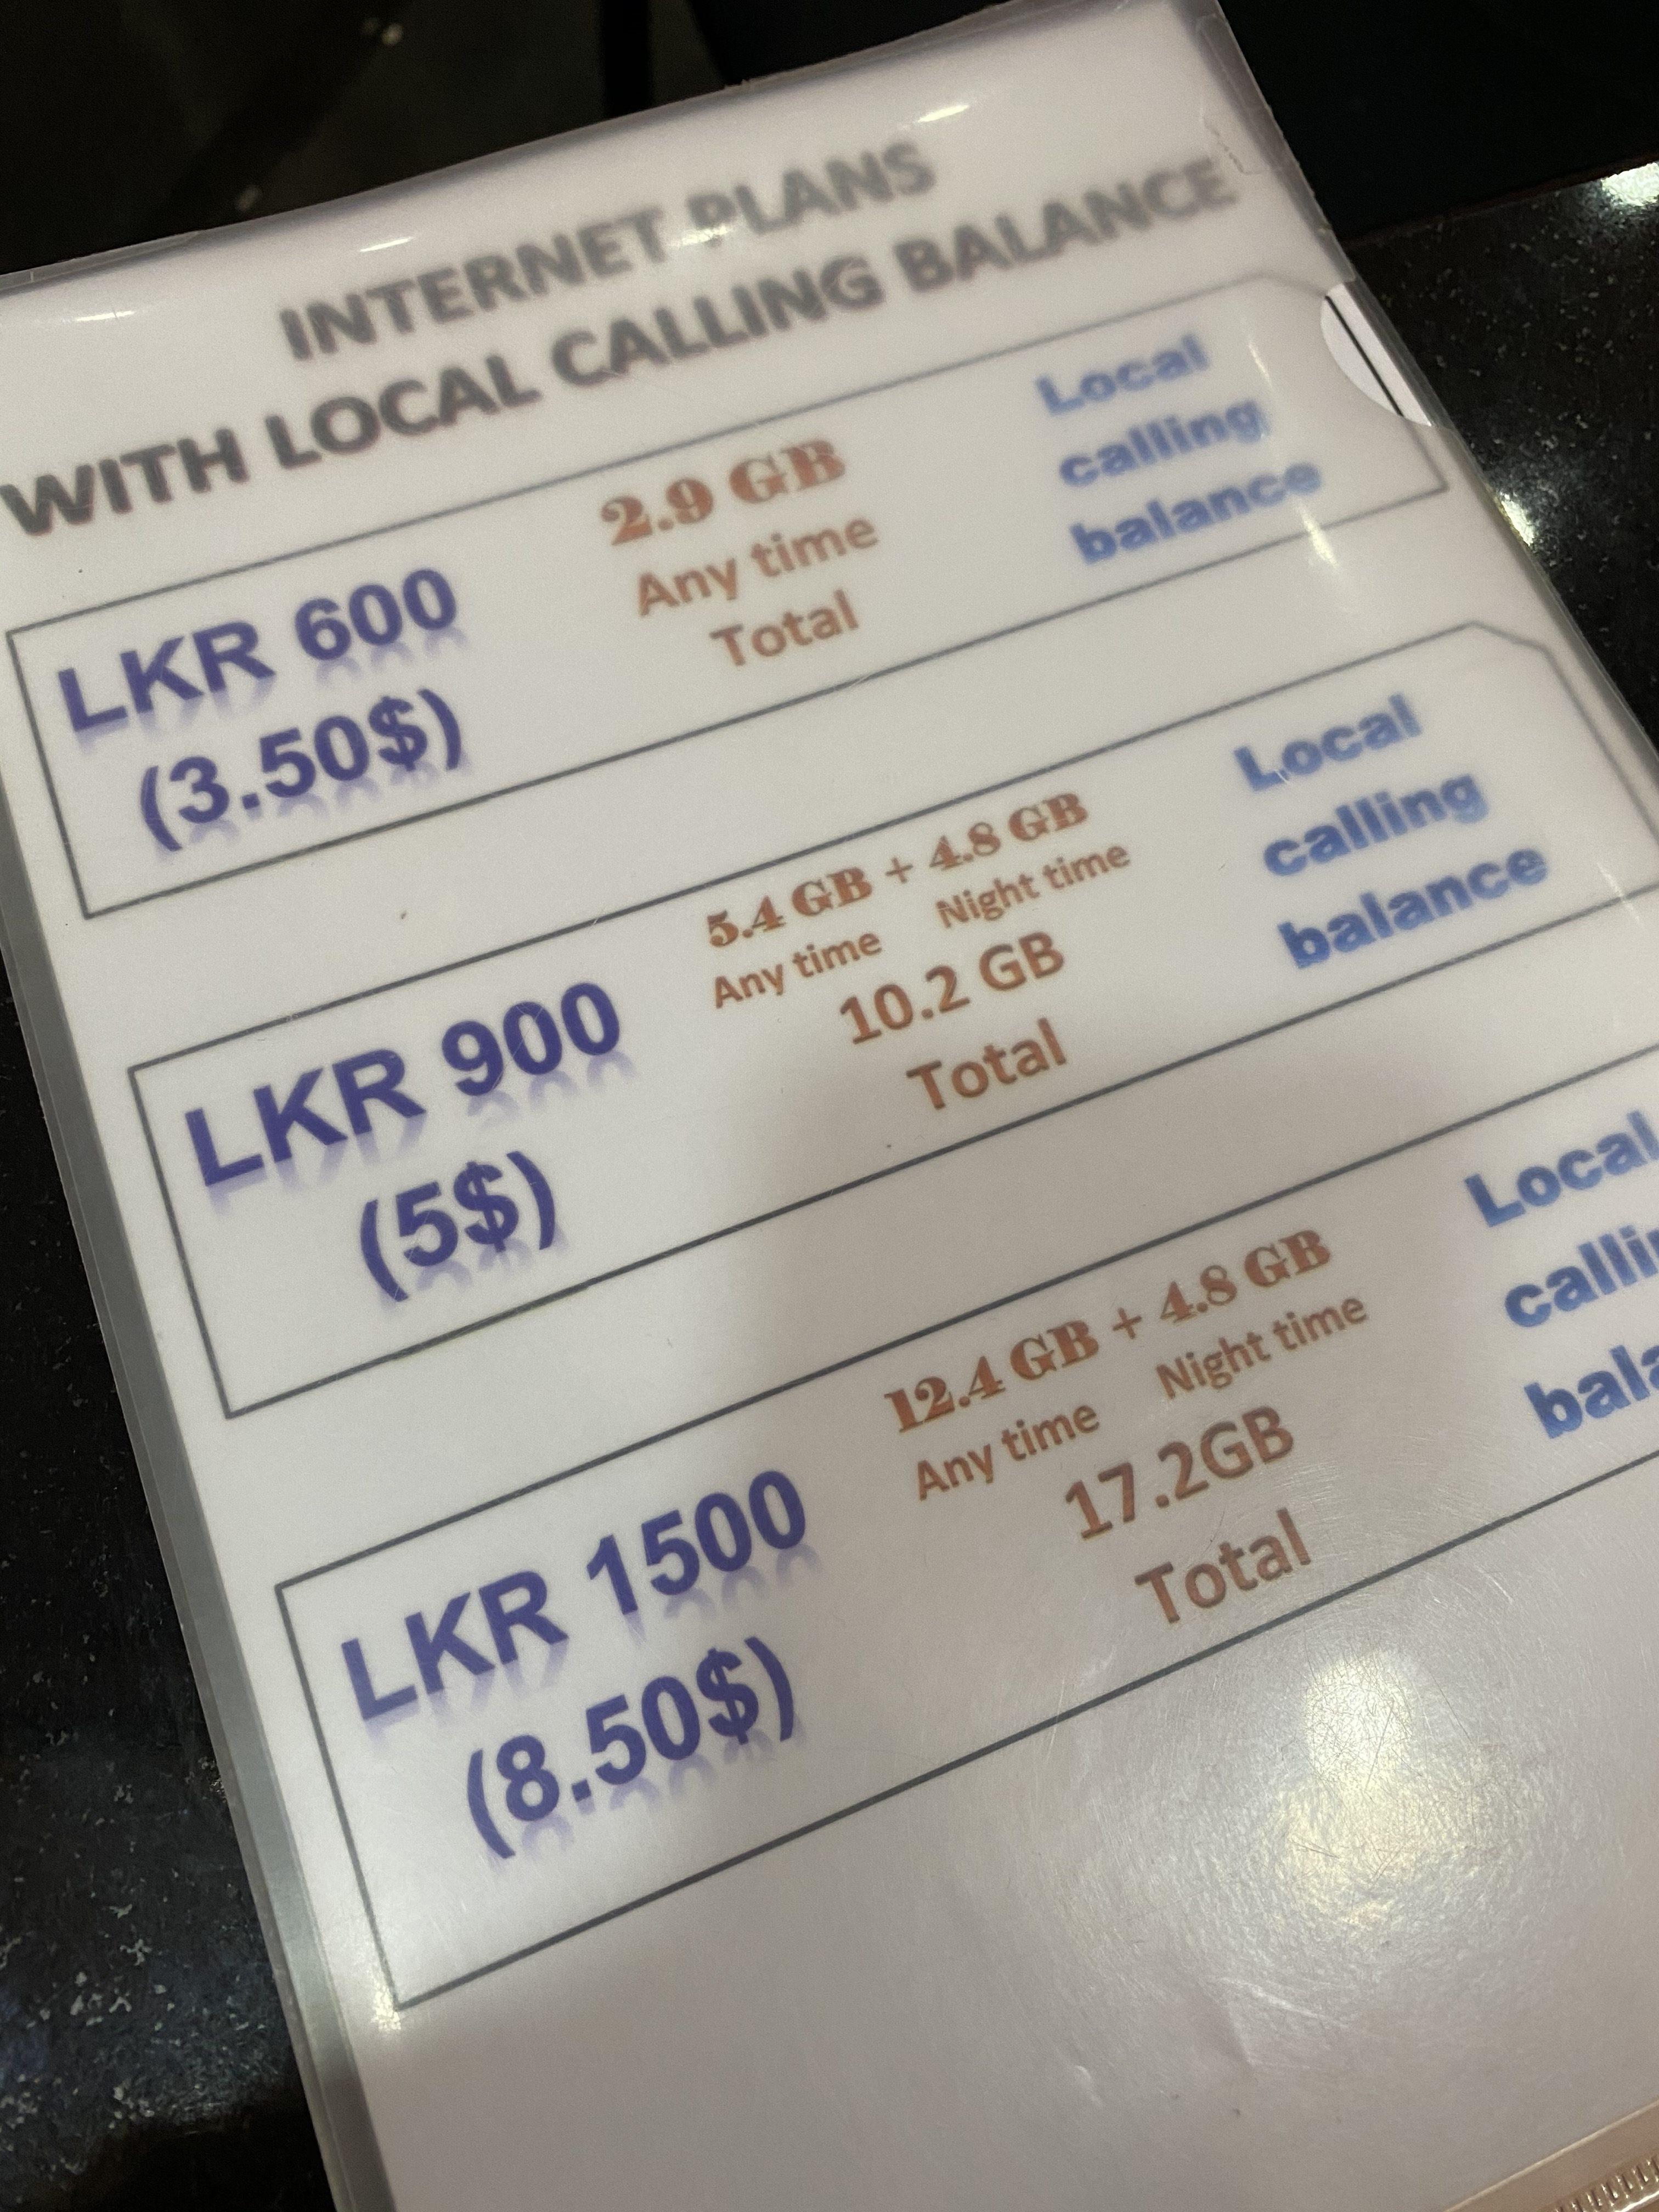 INTERNET PLANS
WITH LOCAL CALLING BALANCE
LKR 600
(3.50$)
2.9 GB
Any time
Total
Local
calling
balance
LKR 900
(5$)
5.4 GB + 4.8 GB
Any time Night time
10.2 GB
Total
Local
calling
balance
LKR 1500
(8.50$)
12.4 GB + 4.8 GB
Any time Night time
17.2GB
Total
Local
calli
bala